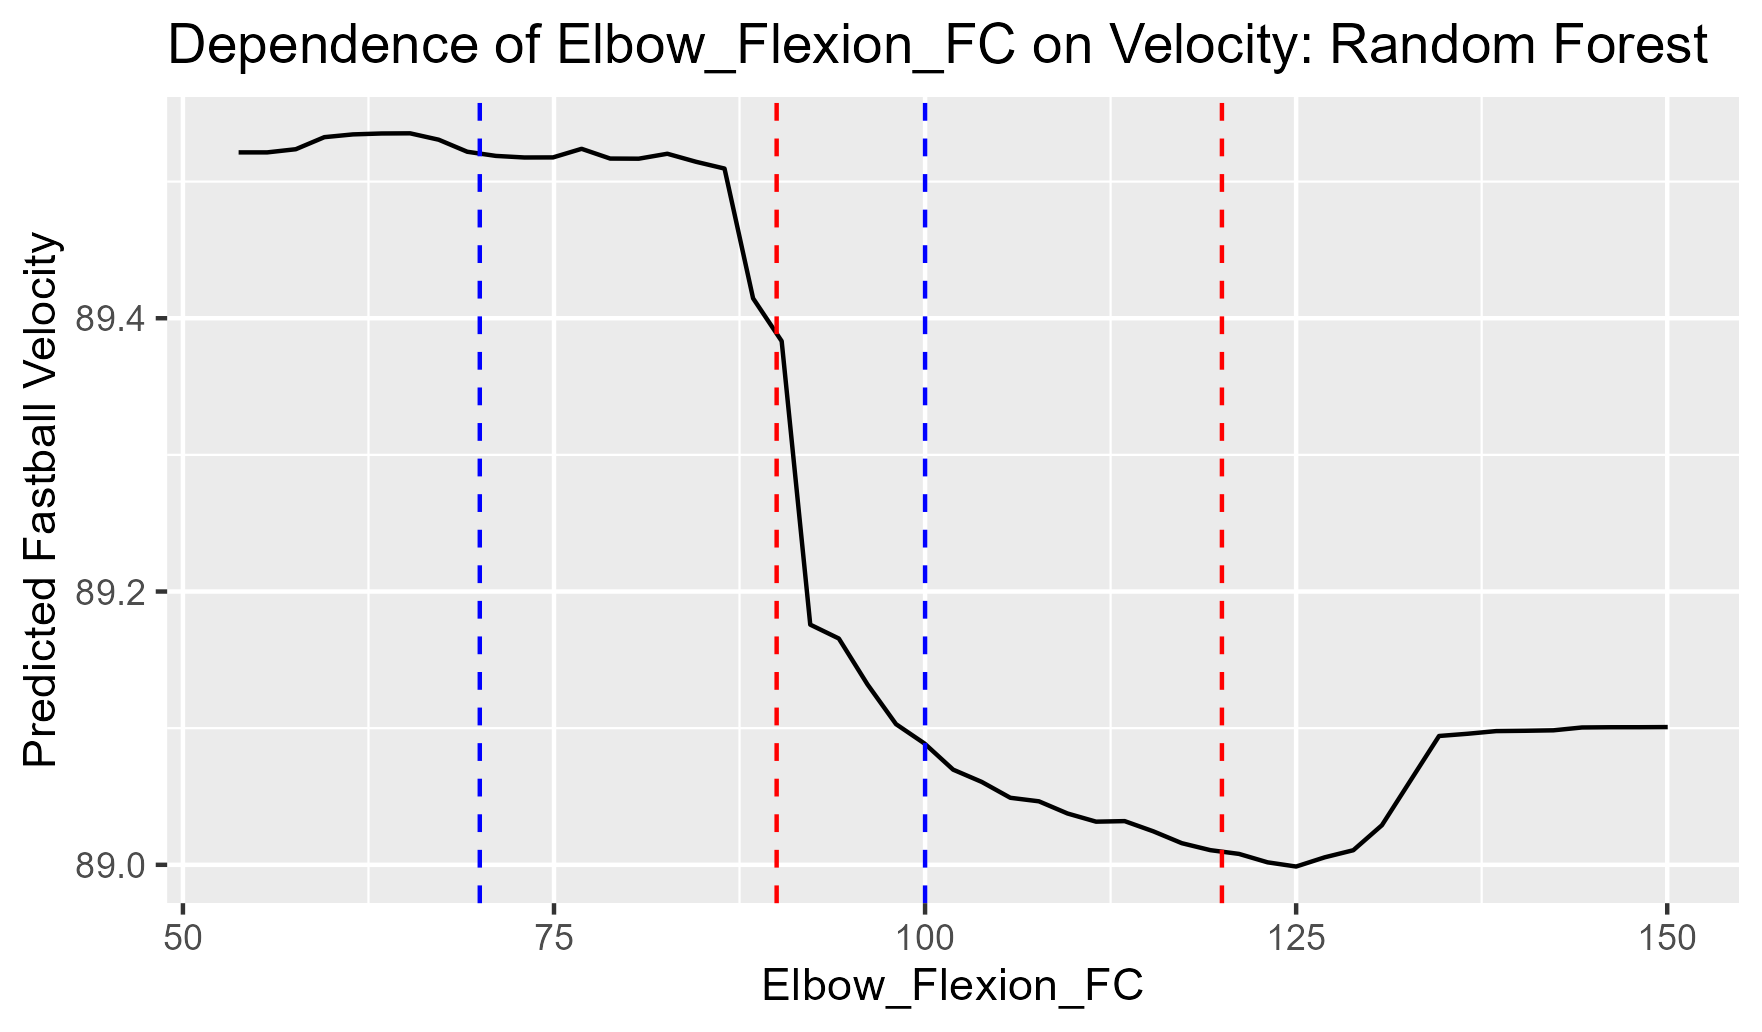 Dependence of Elbow_Flexion_FC on Velocity: Random Forest
Predicted Fastball Velocity
89.4
89.2
89.0
50 75 100 125 150
Elbow_Flexion_FC